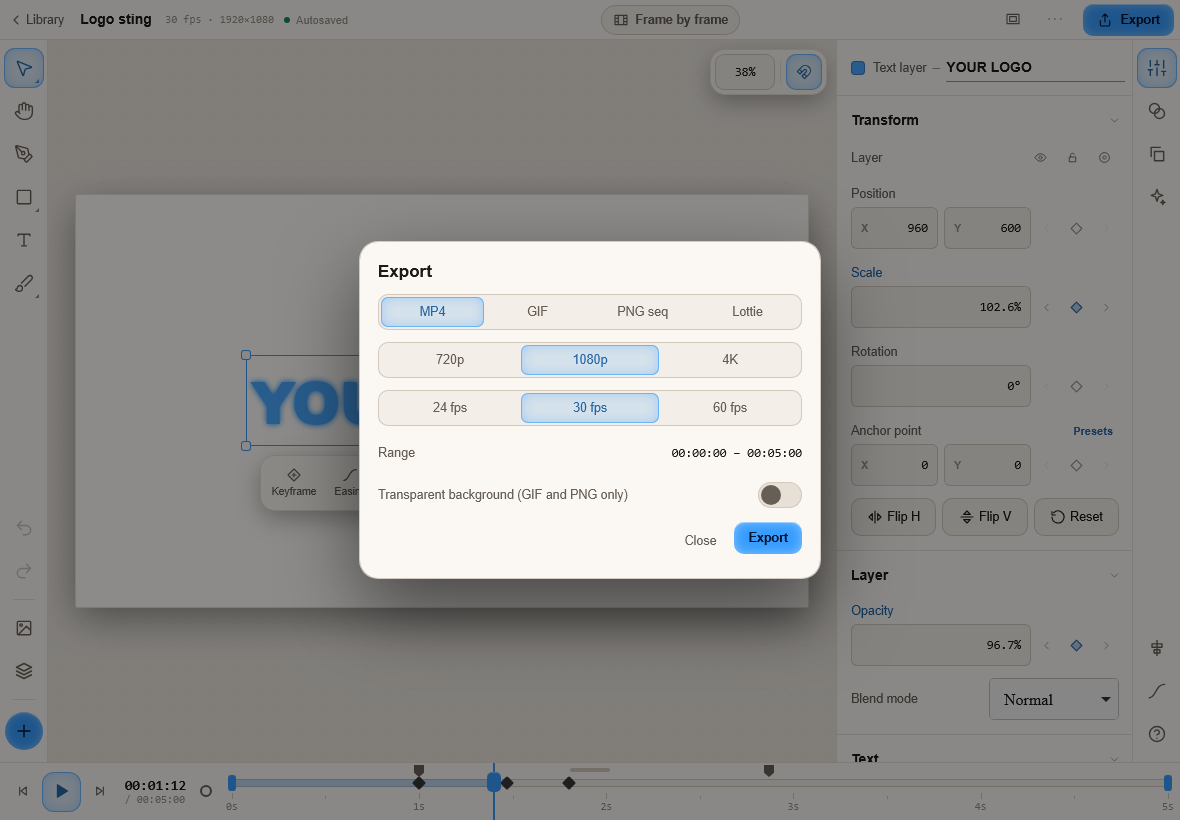 Library
Logo sting
30 fps • 1920×1080
Autosaved
Frame by frame
Export
38%
Text layer – YOUR LOGO
Transform
Layer
Position
X 960
Y 600
Scale
102.6%
Rotation
0°
Anchor point
Presets
X 0
Y 0
Flip H
Flip V
Reset
Layer
Opacity
96.7%
Blend mode
Normal
Text
YOU
Keyframe
Easin
Export
MP4
GIF
PNG seq
Lottie
720p
1080p
4K
24 fps
30 fps
60 fps
Range
00:00:00 – 00:05:00
Transparent background (GIF and PNG only)
Close
Export
00:01:12
/ 00:05:00
0s
1s
2s
3s
4s
5s